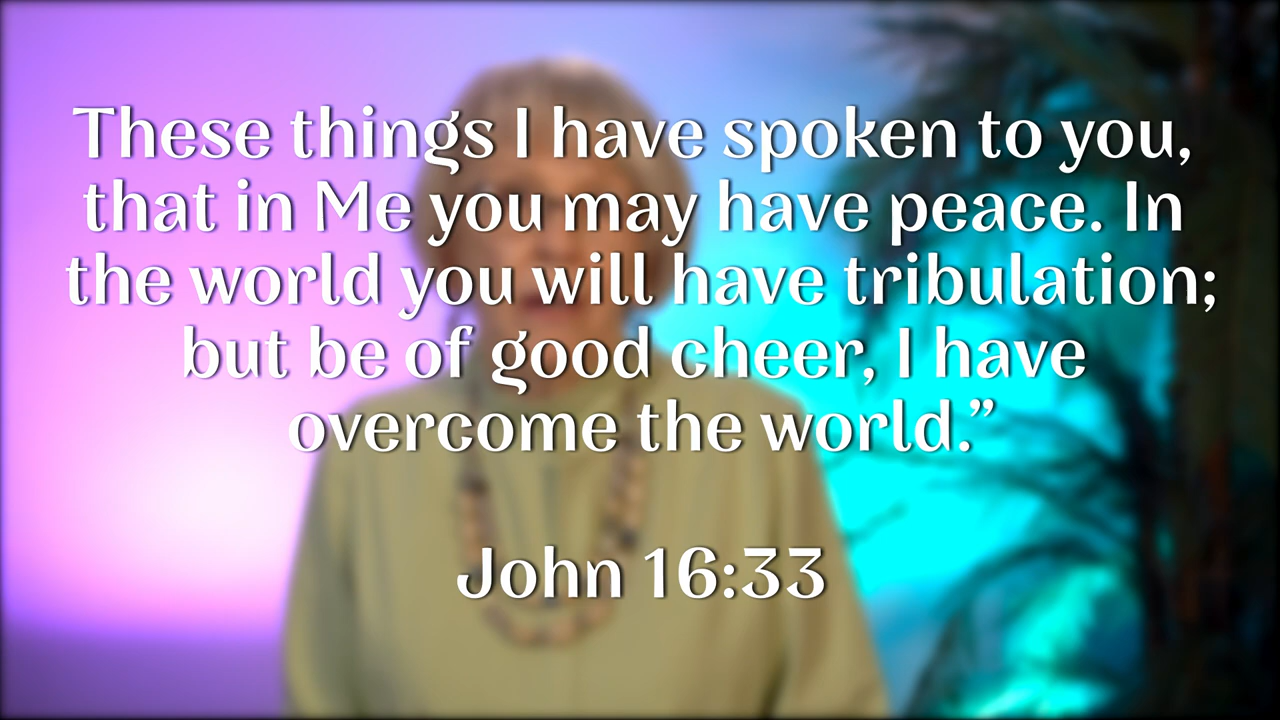 These things I have spoken to you,
that in Me you may have peace. In
the world you will have tribulation;
but be of good cheer, I have
overcome the world.”
John 16:33